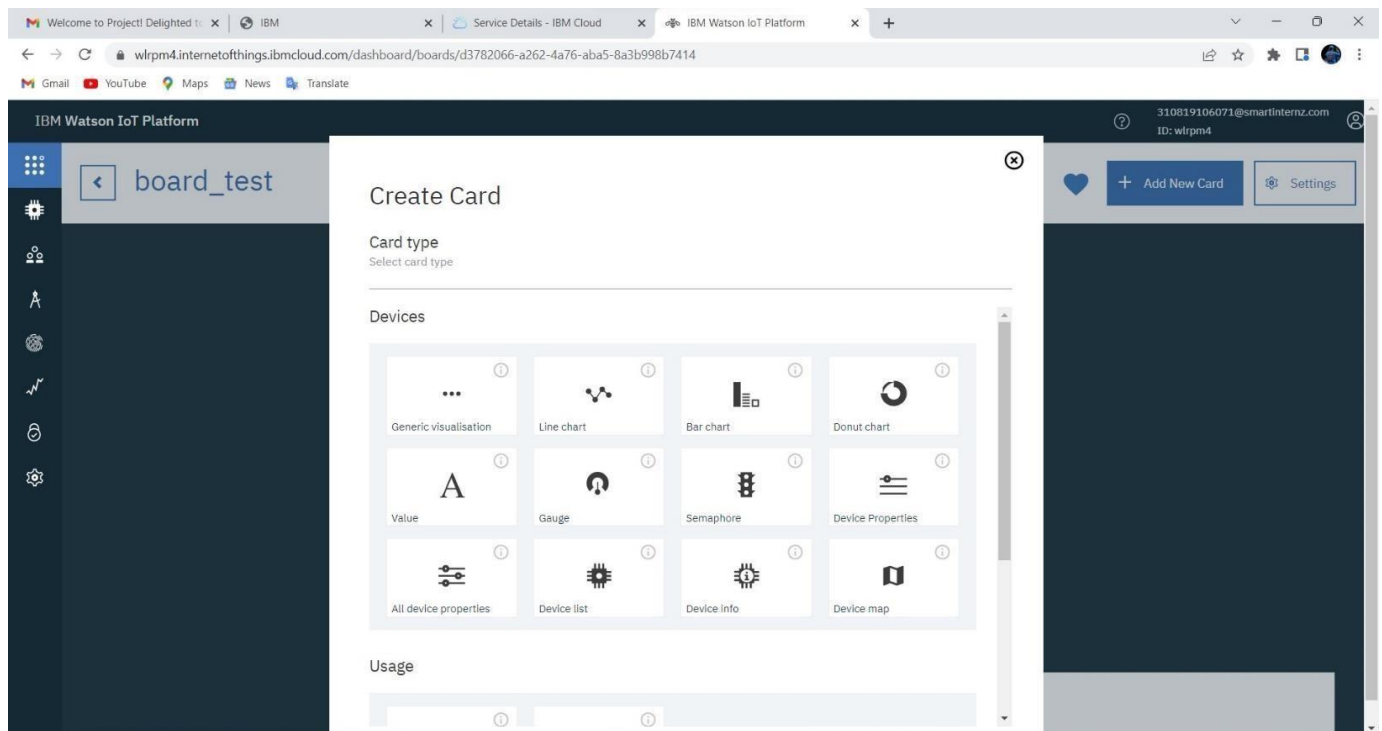 Welcome to Project! Delighted to
IBM
Service Details - IBM Cloud
IBM Watson IoT Platform
wlrpm4.internetofthings.ibmcloud.com/dashboard/boards/d3782066-a262-4a76-aba5-8a3b998b7414
Gmail YouTube Maps News Translate
IBM Watson IoT Platform
310819106071@smartinternz.com
ID: wlrpm4
board_test
Add New Card
Settings
Create Card
Card type
Select card type
Devices
Generic visualisation Line chart Bar chart Donut chart
A
Value Gauge Semaphore Device Properties
All device properties Device list Device info Device map
Usage